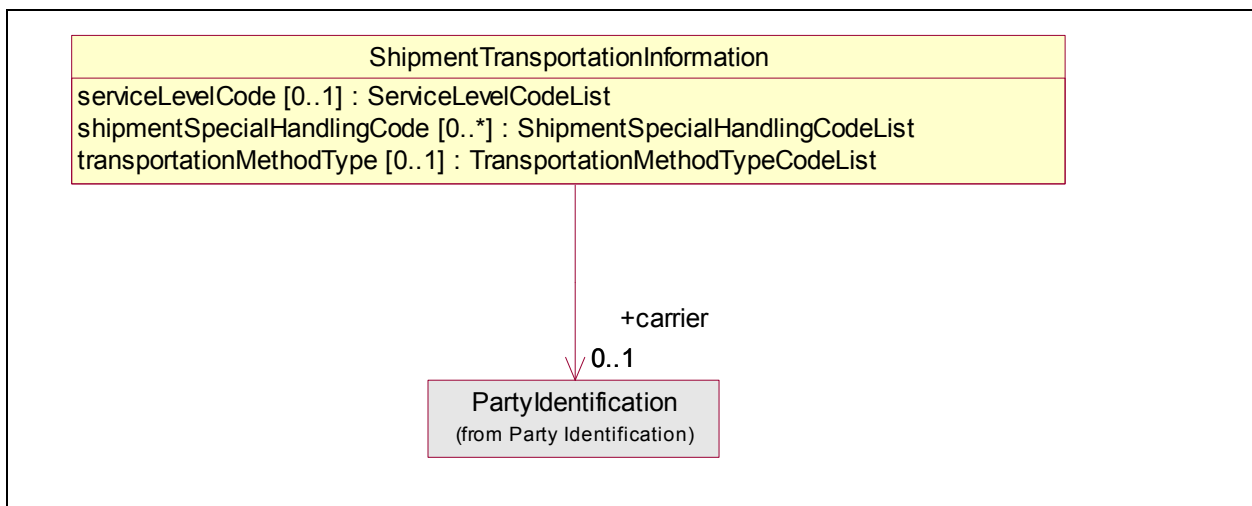 ShipmentTransportationInformation
serviceLevelCode [0..1] : ServiceLevelCodeList
shipmentSpecialHandlingCode [0..*] : ShipmentSpecialHandlingCodeList
transportationMethodType [0..1] : TransportationMethodTypeCodeList
+carrier
0..1
PartyIdentification
(from Party Identification)